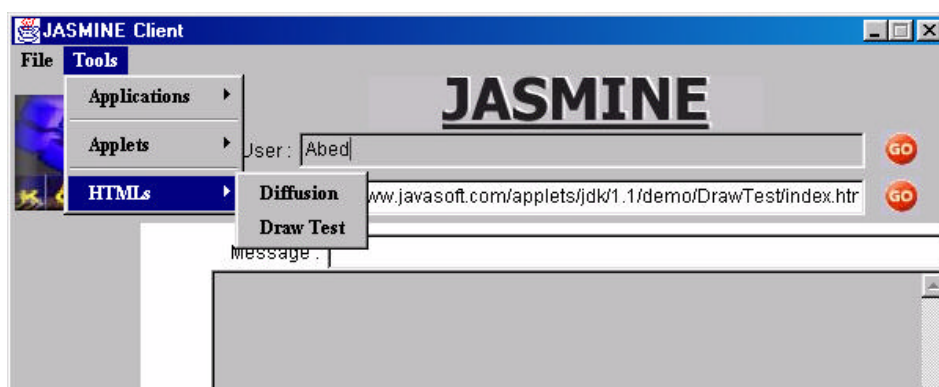 JASMINE Client
File Tools
Applications
JASMINE
Applets
User : Abed
GO
HTMLs
Diffusion
ww.javasoft.com/applets/jdk/1.1/demo/DrawTest/index.htm
GO
Draw Test
Message :